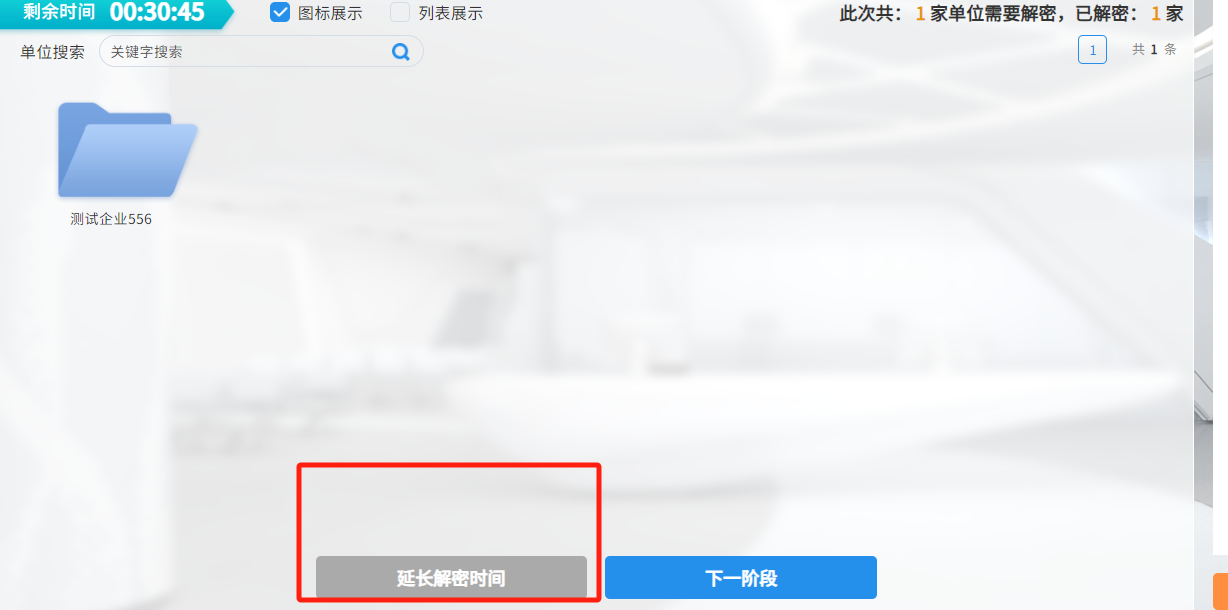 剩余时间 00:30:45 图标展示 列表展示 此次共： 1 家单位需要解密，已解密： 1 家
单位搜索 关键字搜索 1 共 1 条
测试企业556
延长解密时间 下一阶段